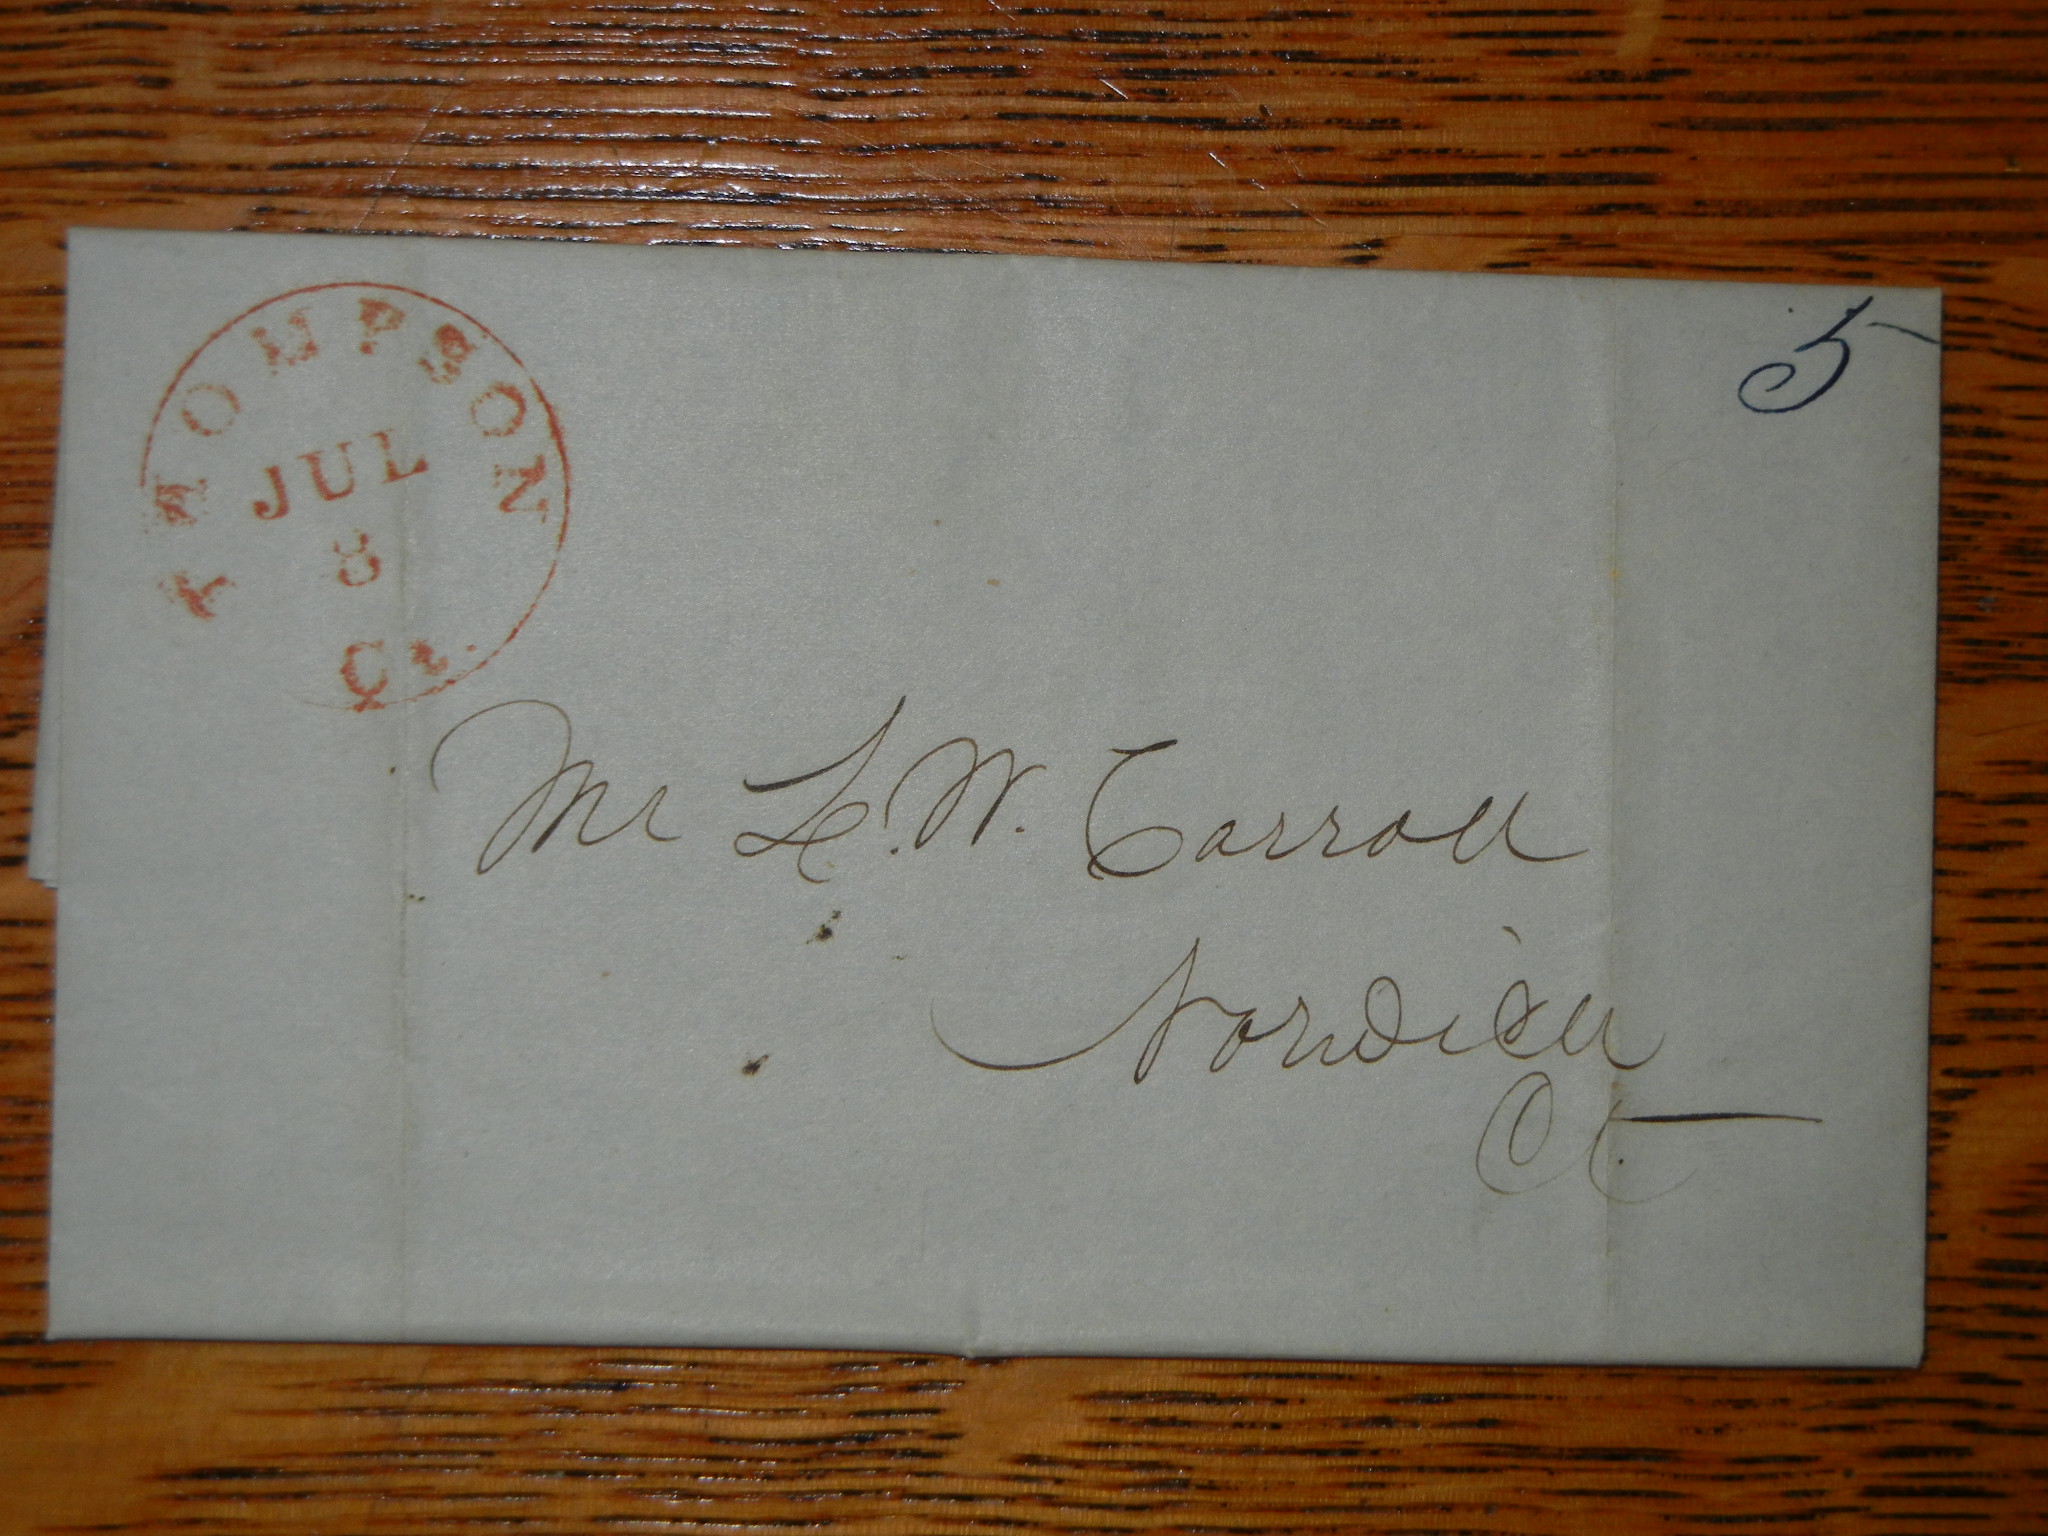 THOMPSON
JUL
8
Ct.
5
Mr L. W. Carroll
Norwich
Ct